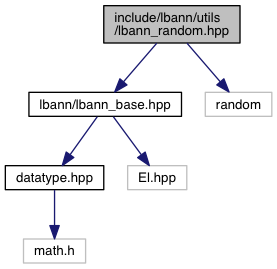 include/lbann/utils
/lbann_random.hpp
lbann/lbann_base.hpp
random
datatype.hpp
El.hpp
math.h